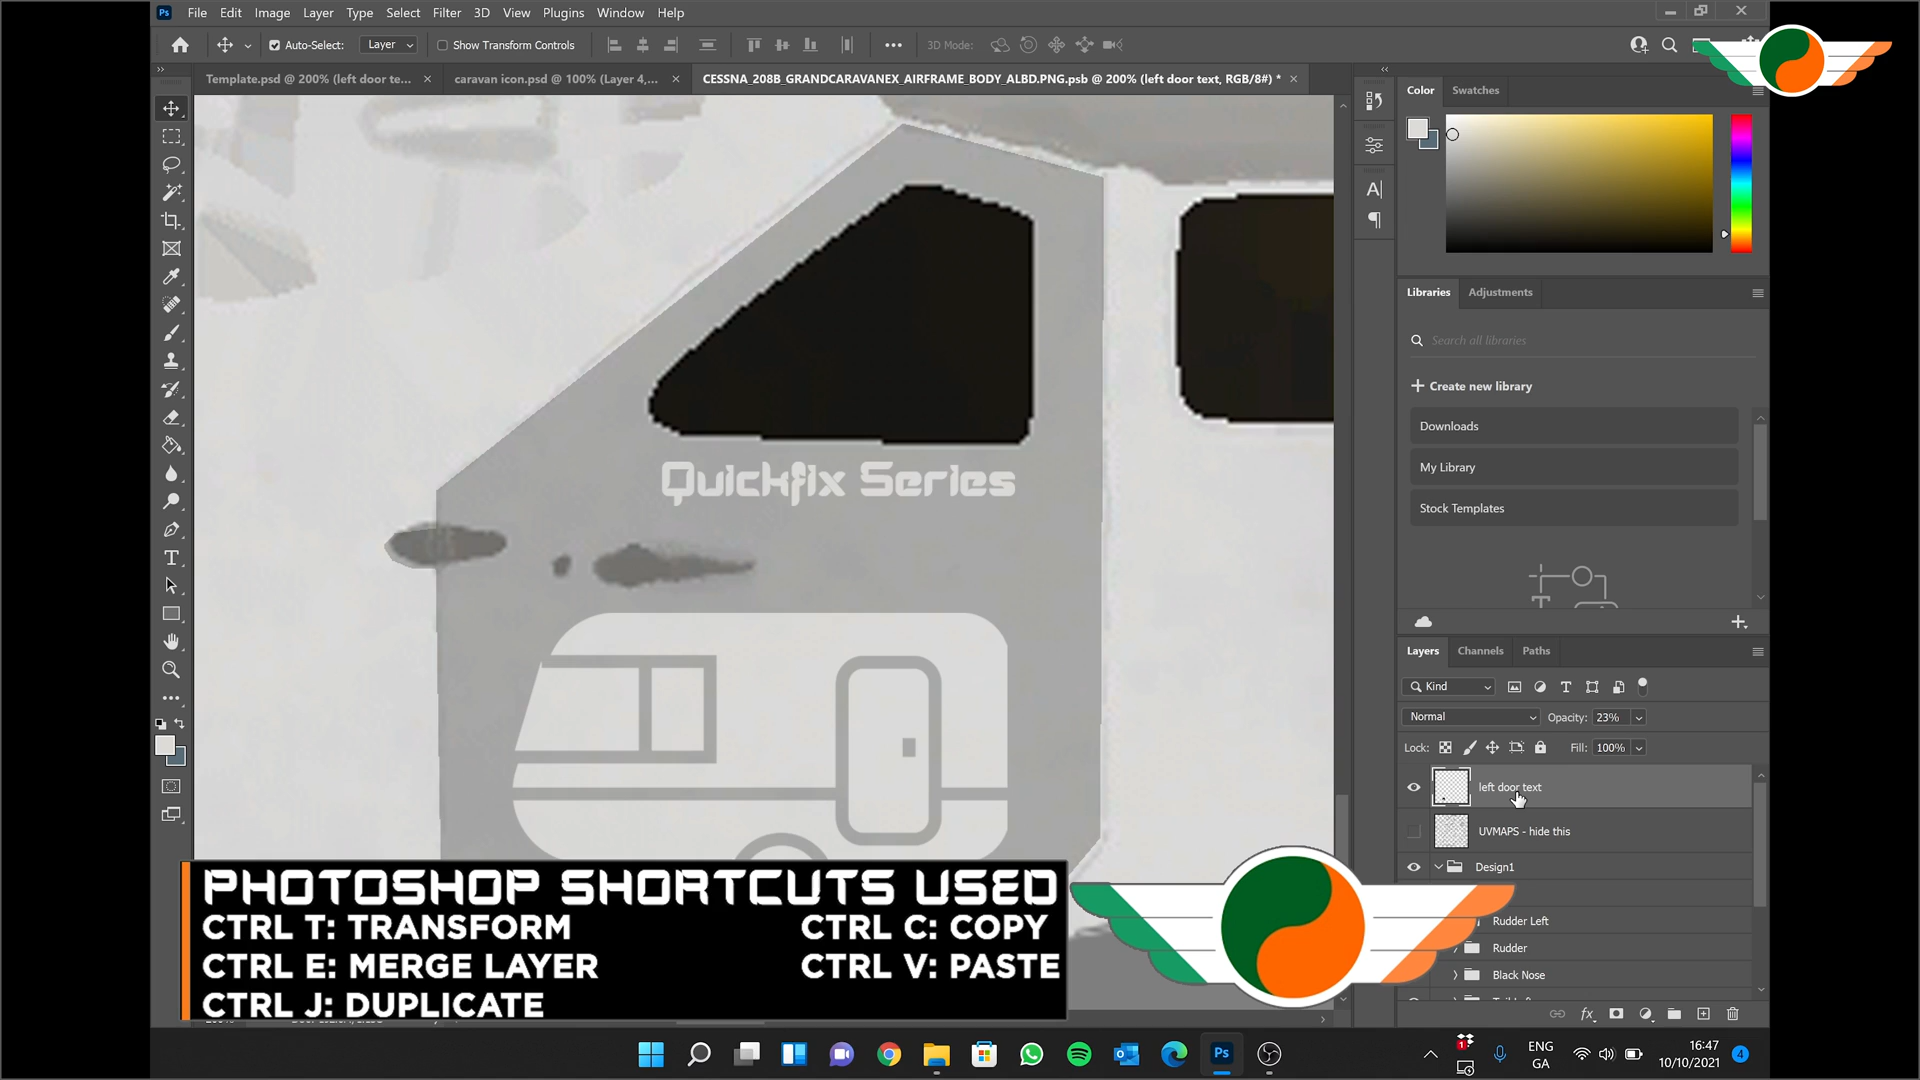 Ps File Edit Image Layer Type Select Filter 3D View Plugins Window Help
Auto-Select: Layer Show Transform Controls 3D Mode:
Template.psd @ 200% (left door te... × caravan icon.psd @ 100% (Layer 4,... × CESSNA_208B_GRANDCARAVANEX_AIRFRAME_BODY_ALBD.PNG.psb @ 200% (left door text, RGB/8#) * ×
Color Swatches
Libraries Adjustments
Search all libraries
+ Create new library
Downloads
My Library
Stock Templates
Quickfix Series
Layers Channels Paths
Kind
Normal Opacity: 23%
Lock: Fill: 100%
left door text
UVMAPS - hide this
Design1
Rudder Left
Rudder
Black Nose
PHOTOSHOP SHORTCUTS USED
CTRL T: TRANSFORM CTRL C: COPY
CTRL E: MERGE LAYER CTRL V: PASTE
CTRL J: DUPLICATE
fx
Ps
1
ENG
GA
16:47
10/10/2021
4